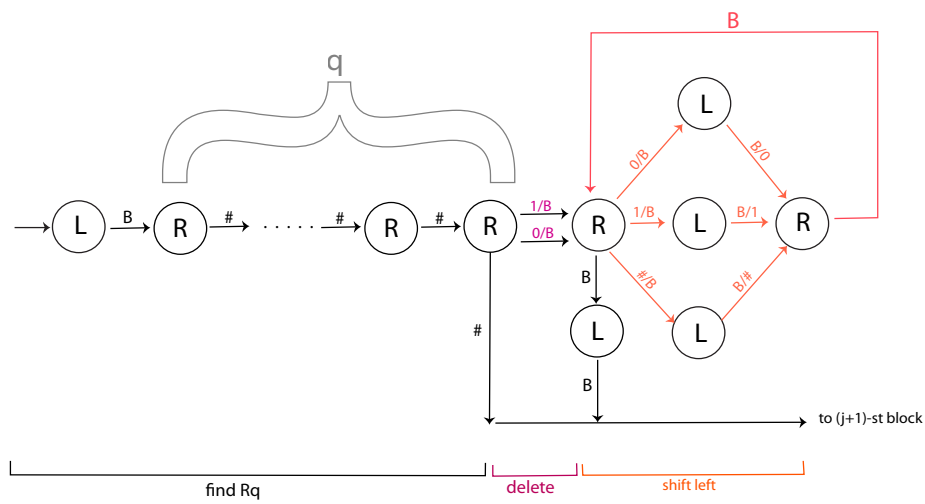 B
q
L
0/B
B/0
L
B
R
#
. . . . . .
#
R
#
R
1/B
0/B
R
1/B
L
B/1
R
#
B
#/B
B/#
L
L
B
to (j+1)-st block
find Rq
delete
shift left